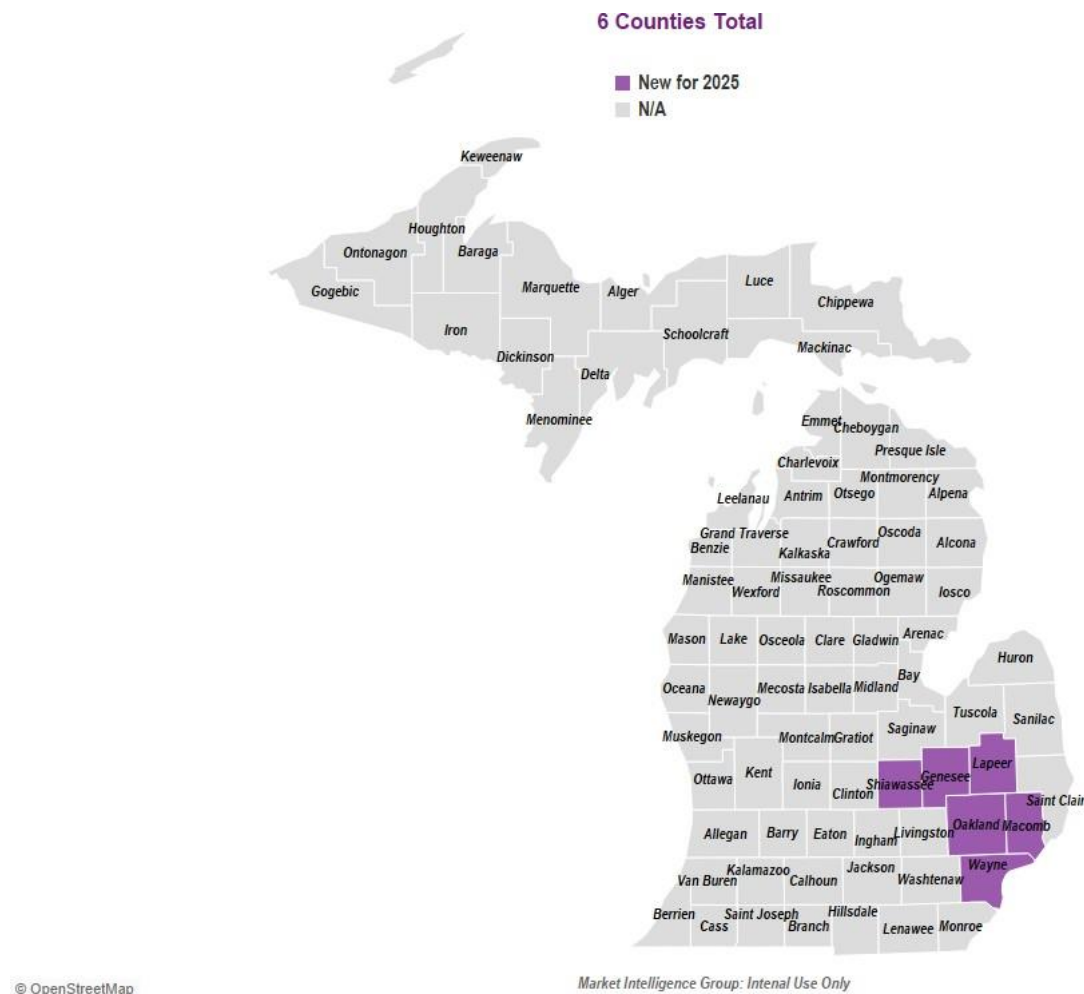 6 Counties Total
New for 2025
N/A
Keweenaw
Houghton
Ontonagon
Baraga
Gogebic
Marquette
Alger
Luce
Chippewa
Iron
Schoolcraft
Mackinac
Dickinson
Delta
Menominee
Emmet
Cheboygan
Presque Isle
Charlevoix
Montmorency
Leelanau
Antrim
Otsego
Alpena
Grand Traverse
Benzie
Kalkaska
Crawford
Oscoda
Alcona
Manistee
Wexford
Missaukee
Roscommon
Ogemaw
Iosco
Mason
Lake
Osceola
Clare
Gladwin
Arenac
Huron
Bay
Oceana
Newaygo
Mecosta
Isabella
Midland
Tuscola
Sanilac
Muskegon
Montcalm
Gratiot
Saginaw
Lapeer
Ottawa
Kent
Ionia
Clinton
Shiawassee
Genesee
Saint Clair
Allegan
Barry
Eaton
Ingham
Livingston
Oakland
Macomb
Van Buren
Kalamazoo
Calhoun
Jackson
Washtenaw
Wayne
Berrien
Cass
Saint Joseph
Branch
Hillsdale
Lenawee
Monroe
© OpenStreetMap
Market Intelligence Group: Intenal Use Only